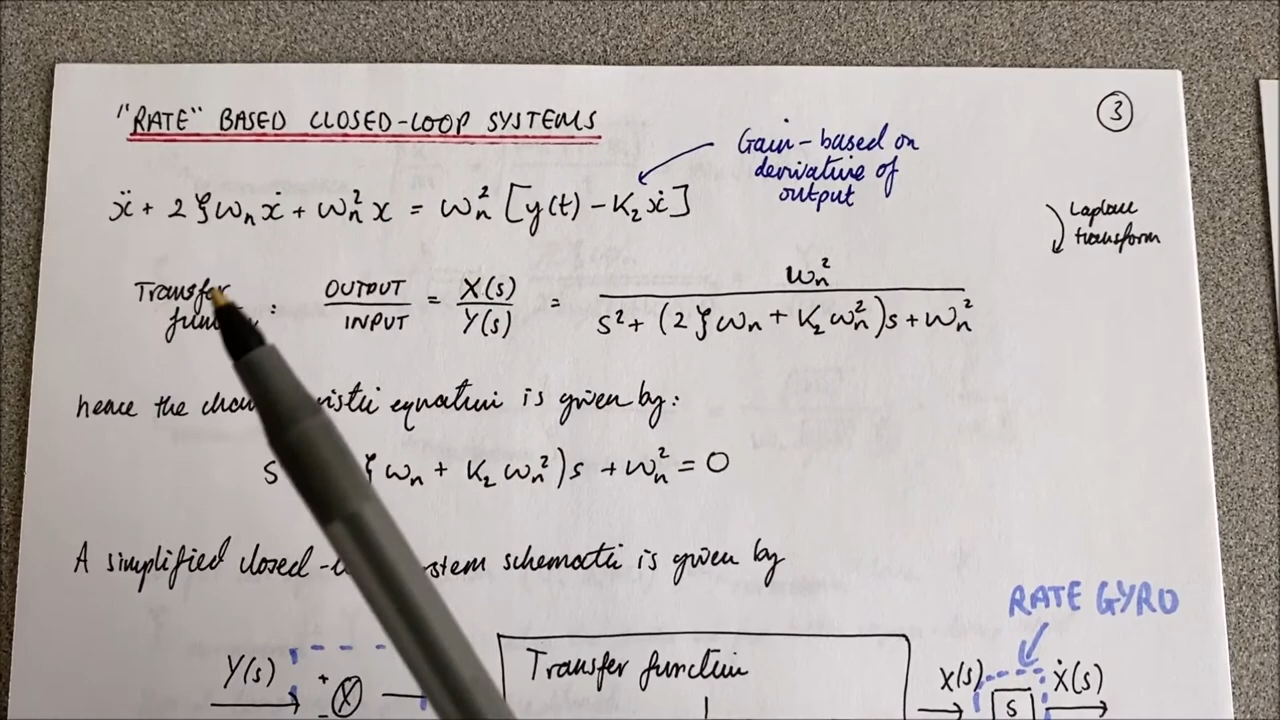 "RATE" BASED CLOSED-LOOP SYSTEMS
③
Gain-based on
derivative of
output
ẍ + 2ζωₙẋ + ωₙ²x = ωₙ² [y(t) - K₂ẋ]
Laplace
transform
Transfer
: OUTPUT / INPUT = X(s) / Y(s) = ωₙ² / s² + (2ζωₙ + K₂ωₙ²)s + ωₙ²
hence the equation is given by:
s ζωₙ + K₂ωₙ²)s + ωₙ² = 0
A simplified closed- schematic is given by
RATE GYRO
Y(s)
+
X
-
Transfer function
X(s)
s
Ẋ(s)